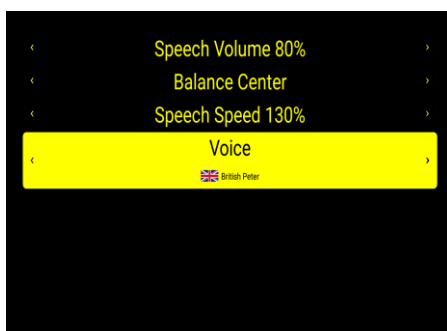 Speech Volume 80%
Balance Center
Speech Speed 130%
Voice
British Peter